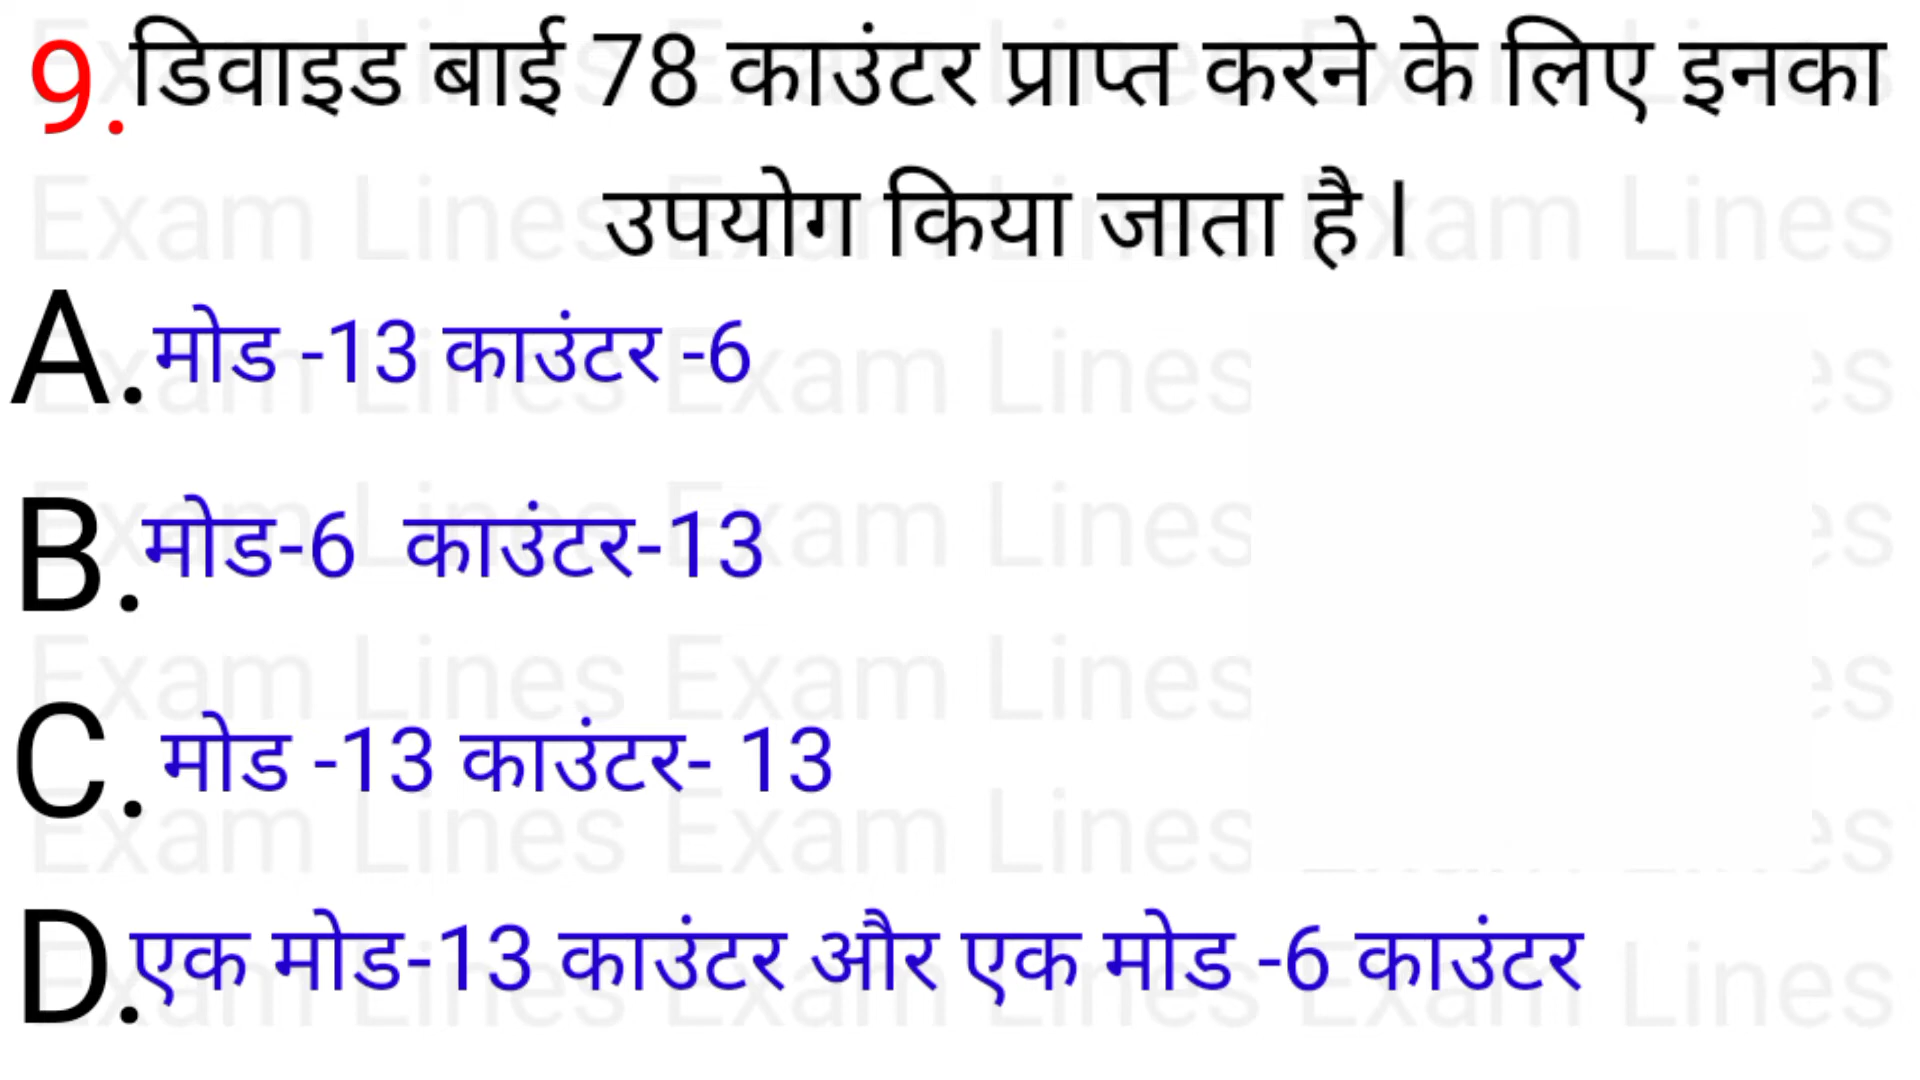 9. डिवाइड बाई 78 काउंटर प्राप्त करने के लिए इनका
उपयोग किया जाता है।
A. मोड -13 काउंटर -6
B. मोड-6 काउंटर-13
C. मोड -13 काउंटर- 13
D. एक मोड-13 काउंटर और एक मोड -6 काउंटर